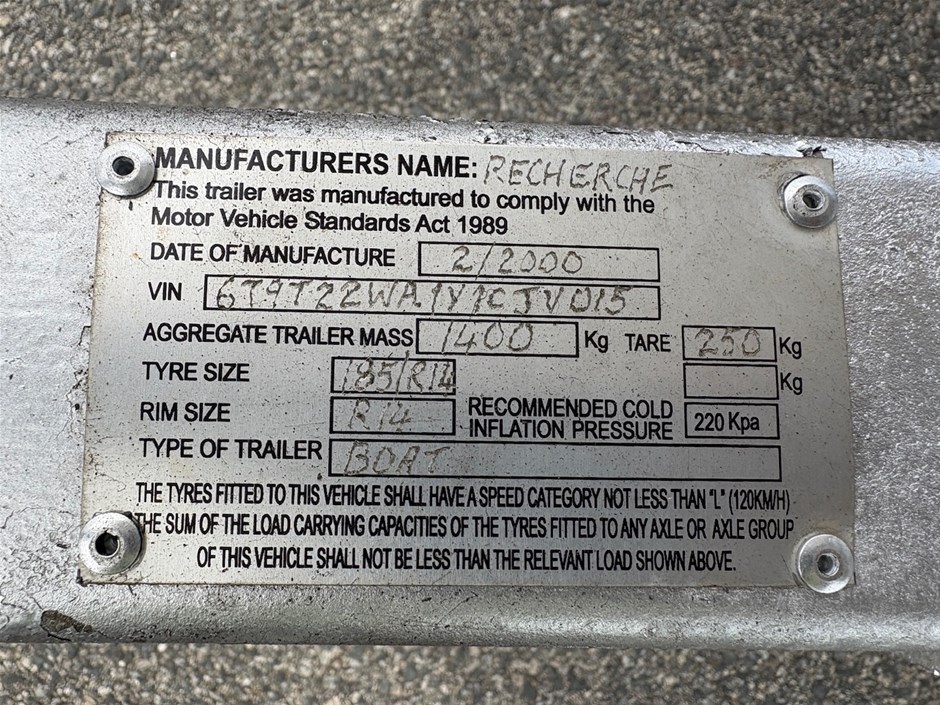 MANUFACTURERS NAME: RECHERCHE
This trailer was manufactured to comply with the
Motor Vehicle Standards Act 1989
DATE OF MANUFACTURE 2/2000
VIN 6T9T22WA1Y1CJV015
AGGREGATE TRAILER MASS 1400 Kg TARE 250 Kg
TYRE SIZE 185/R14 Kg
RIM SIZE R14 RECOMMENDED COLD INFLATION PRESSURE 220 Kpa
TYPE OF TRAILER BOAT
THE TYRES FITTED TO THIS VEHICLE SHALL HAVE A SPEED CATEGORY NOT LESS THAN "L" (120KM/H)
THE SUM OF THE LOAD CARRYING CAPACITIES OF THE TYRES FITTED TO ANY AXLE OR AXLE GROUP
OF THIS VEHICLE SHALL NOT BE LESS THAN THE RELEVANT LOAD SHOWN ABOVE.